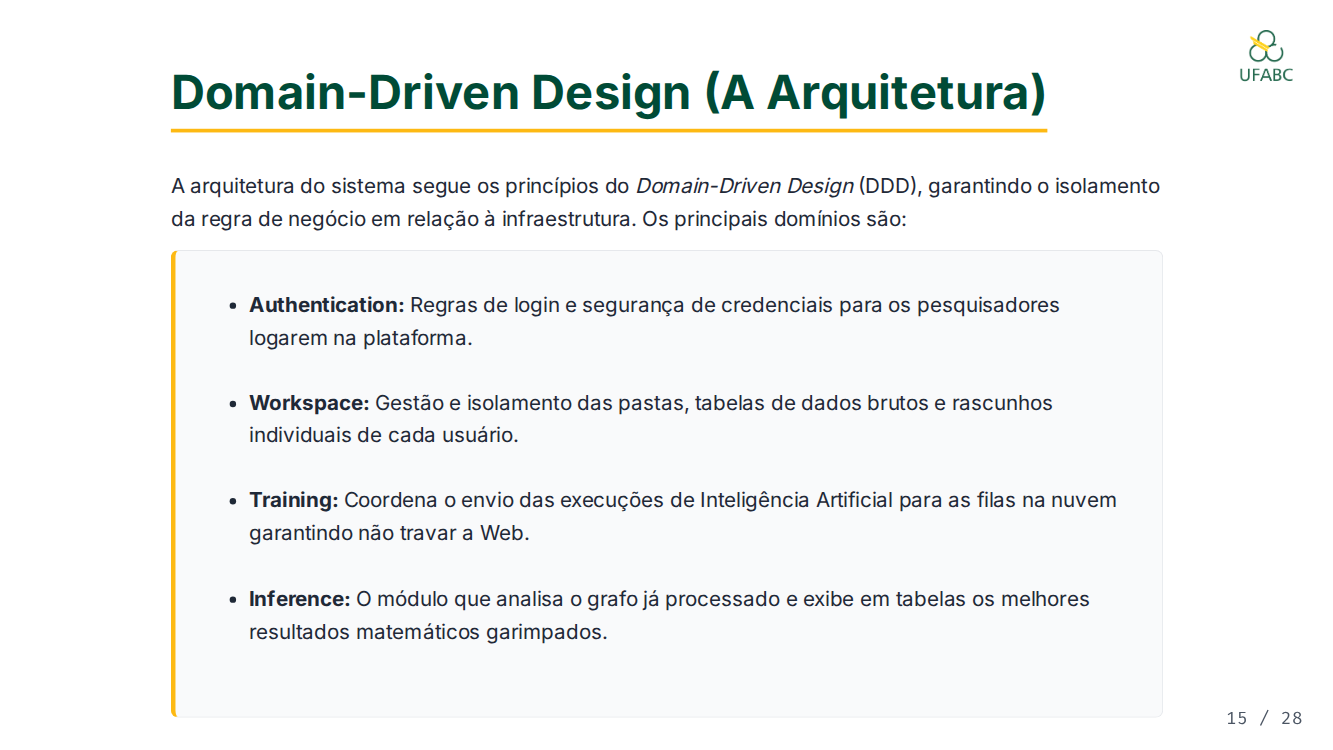 UFABC
Domain-Driven Design (A Arquitetura)
A arquitetura do sistema segue os princípios do Domain-Driven Design (DDD), garantindo o isolamento
da regra de negócio em relação à infraestrutura. Os principais domínios são:
• Authentication: Regras de login e segurança de credenciais para os pesquisadores
logarem na plataforma.
• Workspace: Gestão e isolamento das pastas, tabelas de dados brutos e rascunhos
individuais de cada usuário.
• Training: Coordena o envio das execuções de Inteligência Artificial para as filas na nuvem
garantindo não travar a Web.
• Inference: O módulo que analisa o grafo já processado e exibe em tabelas os melhores
resultados matemáticos garimpados.
15 / 28